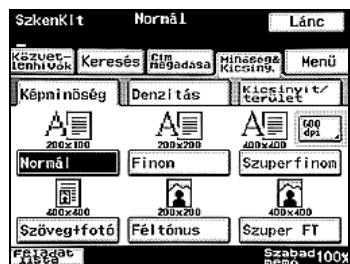 SzkenKit Normál Lánc
Közvet-
lenhívók Keresés Cím
megadása Minőség&
Kicsiny. Menü
Képminőség Denzitás Kicsinyít/
terület
200x100 200x200 400x400 600
dpi
Normál Finom Szuperfinom
400x400 200x200 400x400
Szöveg+fotó Féltónus Szuper FT
Feladat
lista Szabad
memó 100%